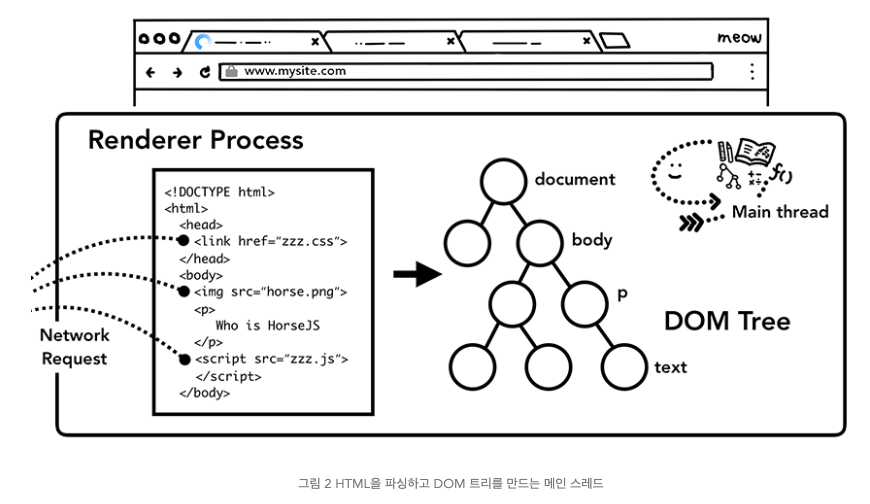 meow
www.mysite.com
Renderer Process
<!DOCTYPE html>
<html>
<head>
<link href="zzz.css">
</head>
<body>
<img src="horse.png">
<p>
Who is HorseJS
</p>
<script src="zzz.js">
</script>
</body>
Network
Request
document
body
p
text
DOM Tree
f()
Main thread
그림 2 HTML을 파싱하고 DOM 트리를 만드는 메인 스레드